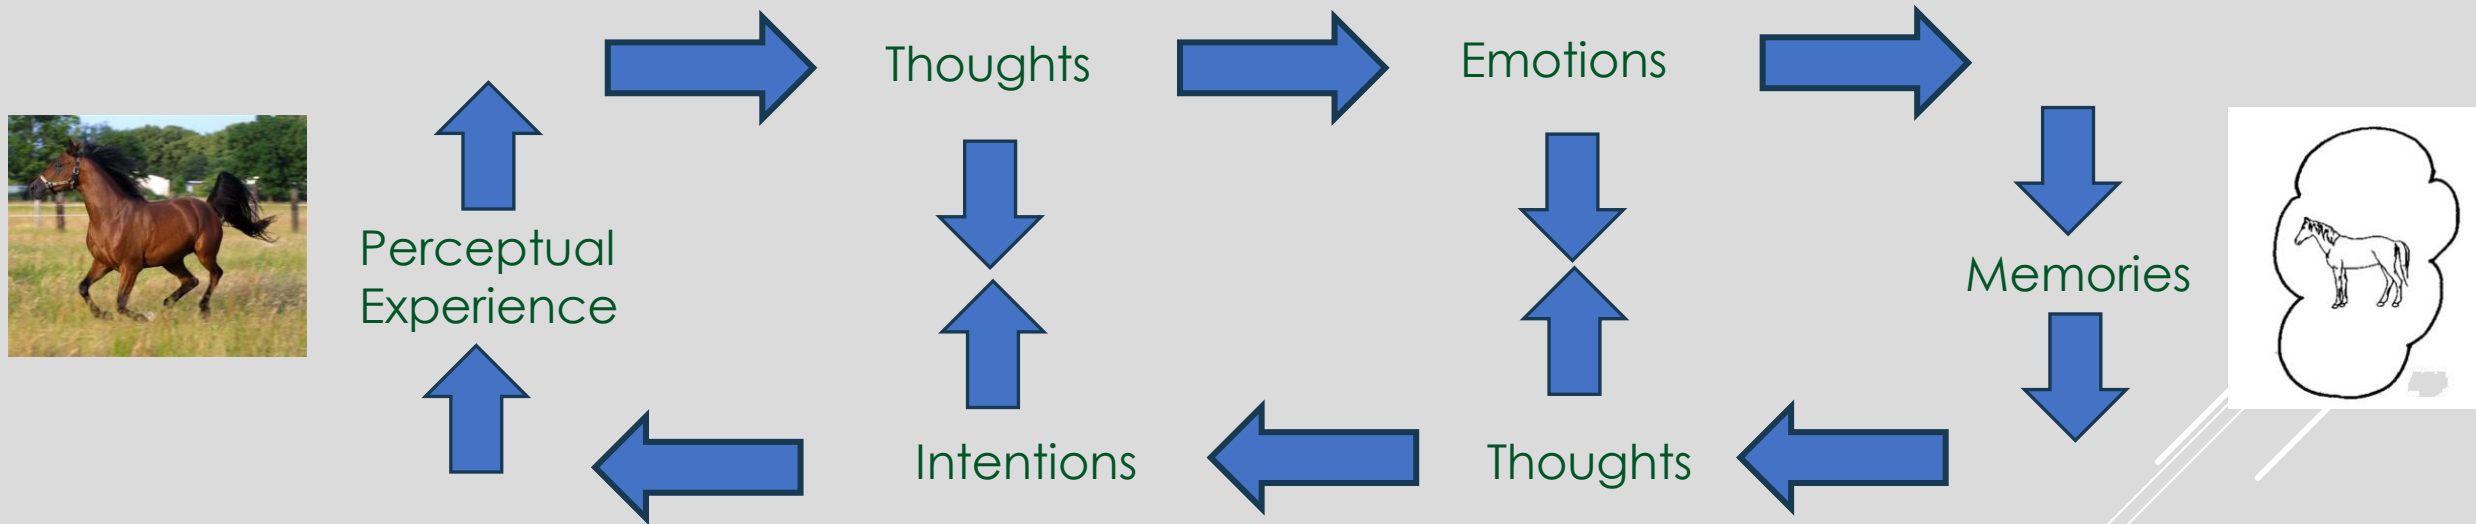 Thoughts
Emotions
Perceptual
Experience
Memories
Intentions
Thoughts